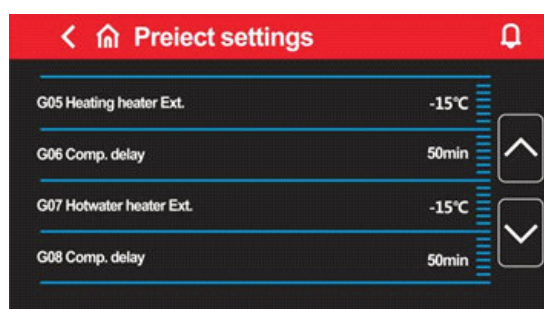 Preiect settings
G05 Heating heater Ext. -15℃
G06 Comp. delay 50min
G07 Hotwater heater Ext. -15℃
G08 Comp. delay 50min